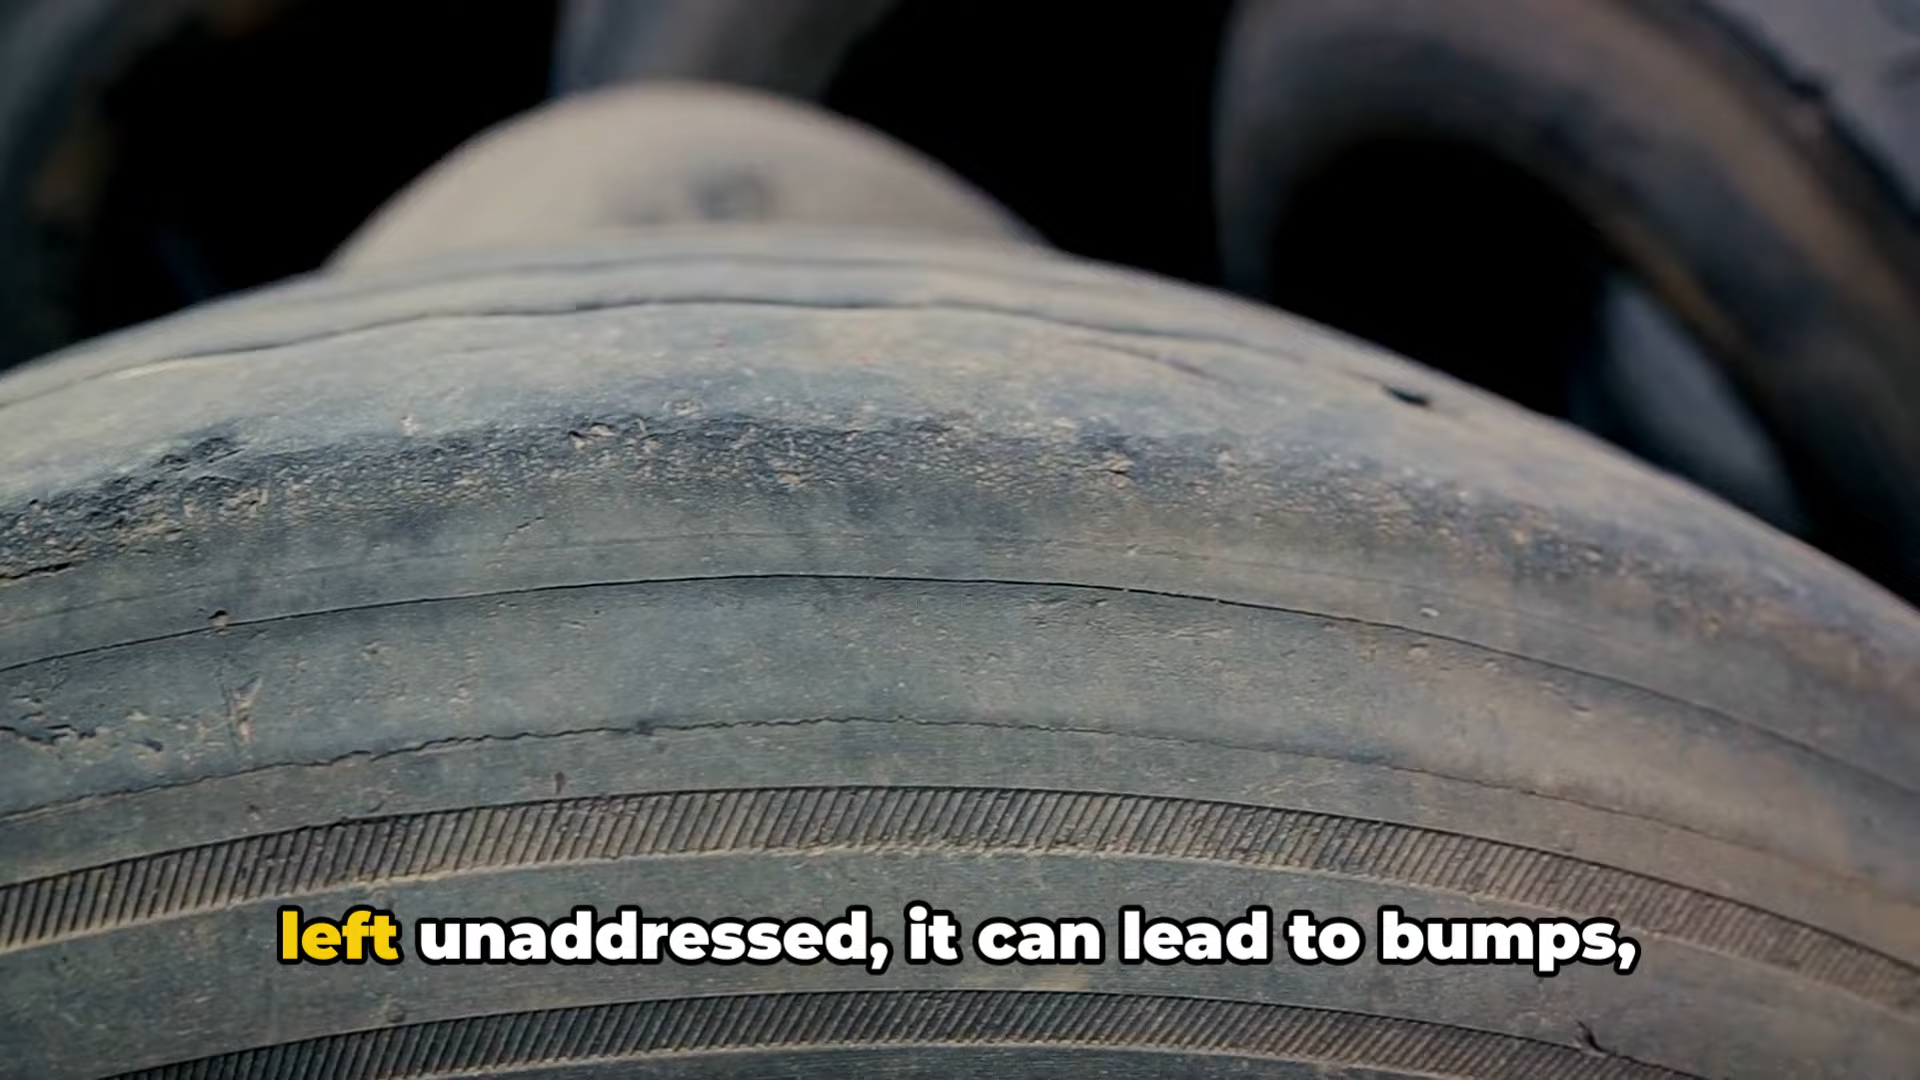 left unaddressed, it can lead to bumps,